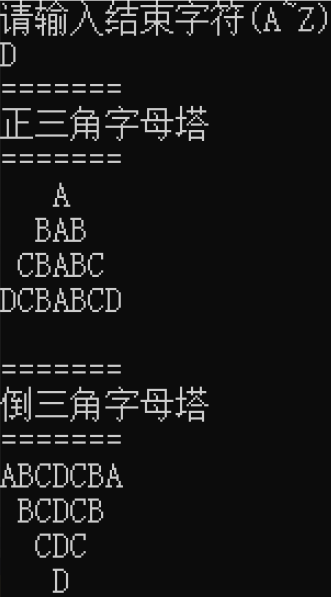 请输入结束字符(A~Z)
D
=======
正三角字母塔
=======
   A
  BAB
 CBABC
DCBABCD

=======
倒三角字母塔
=======
ABCDCBA
 BCDCB
  CDC
   D